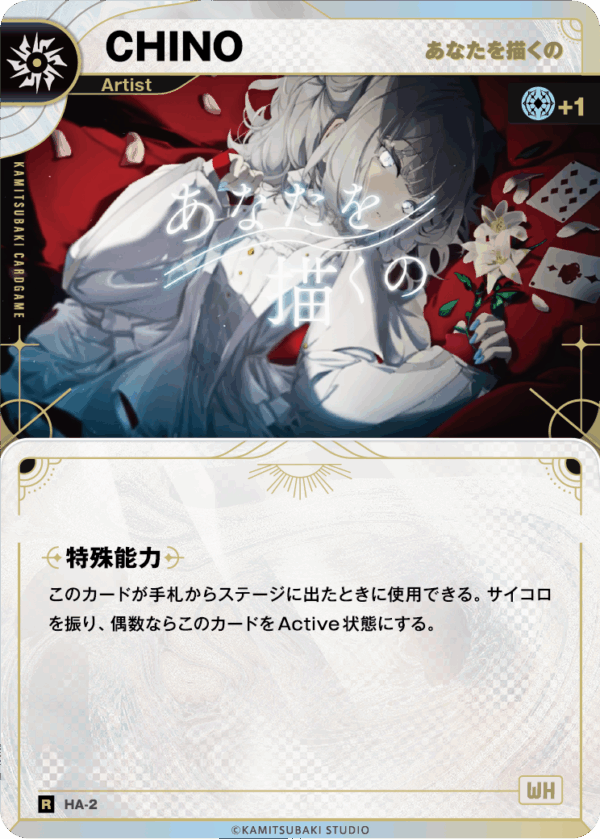 CHINO
あなたを描くの
Artist
+1
KAMITSUBAKI CARDGAME
あなたを
描くの
特殊能力
このカードが手札からステージに出たときに使用できる。サイコロ
を振り、偶数ならこのカードをActive状態にする。
R HA-2
WH
©KAMITSUBAKI STUDIO